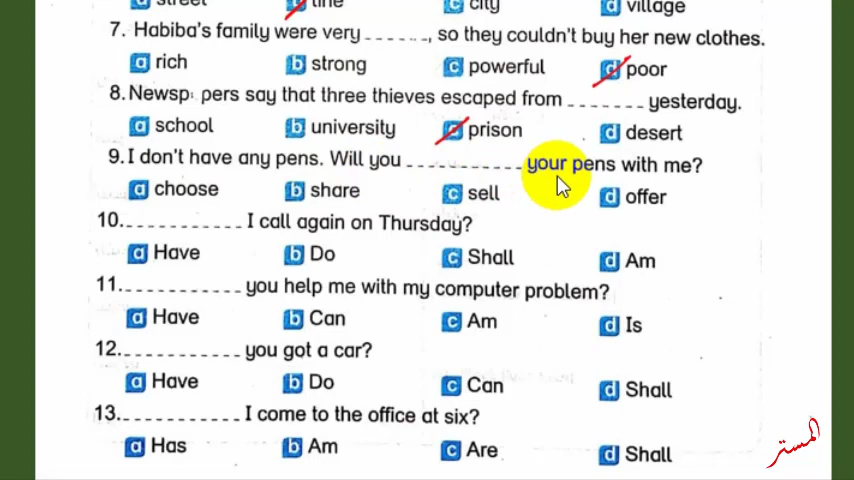 a street b line c city d village
7. Habiba's family were very _ _ _ _ _ _, so they couldn't buy her new clothes.
a rich b strong c powerful d poor
8. Newsp pers say that three thieves escaped from _ _ _ _ _ _ _ yesterday.
a school b university c prison d desert
9. I don't have any pens. Will you _ _ _ _ _ _ _ _ _ _ _ your pens with me?
a choose b share c sell d offer
10. _ _ _ _ _ _ _ _ _ _ _ I call again on Thursday?
a Have b Do c Shall d Am
11. _ _ _ _ _ _ _ _ _ _ _ you help me with my computer problem?
a Have b Can c Am d Is
12. _ _ _ _ _ _ _ _ _ _ _ you got a car?
a Have b Do c Can d Shall
13. _ _ _ _ _ _ _ _ _ _ _ I come to the office at six?
a Has b Am c Are d Shall
المستر